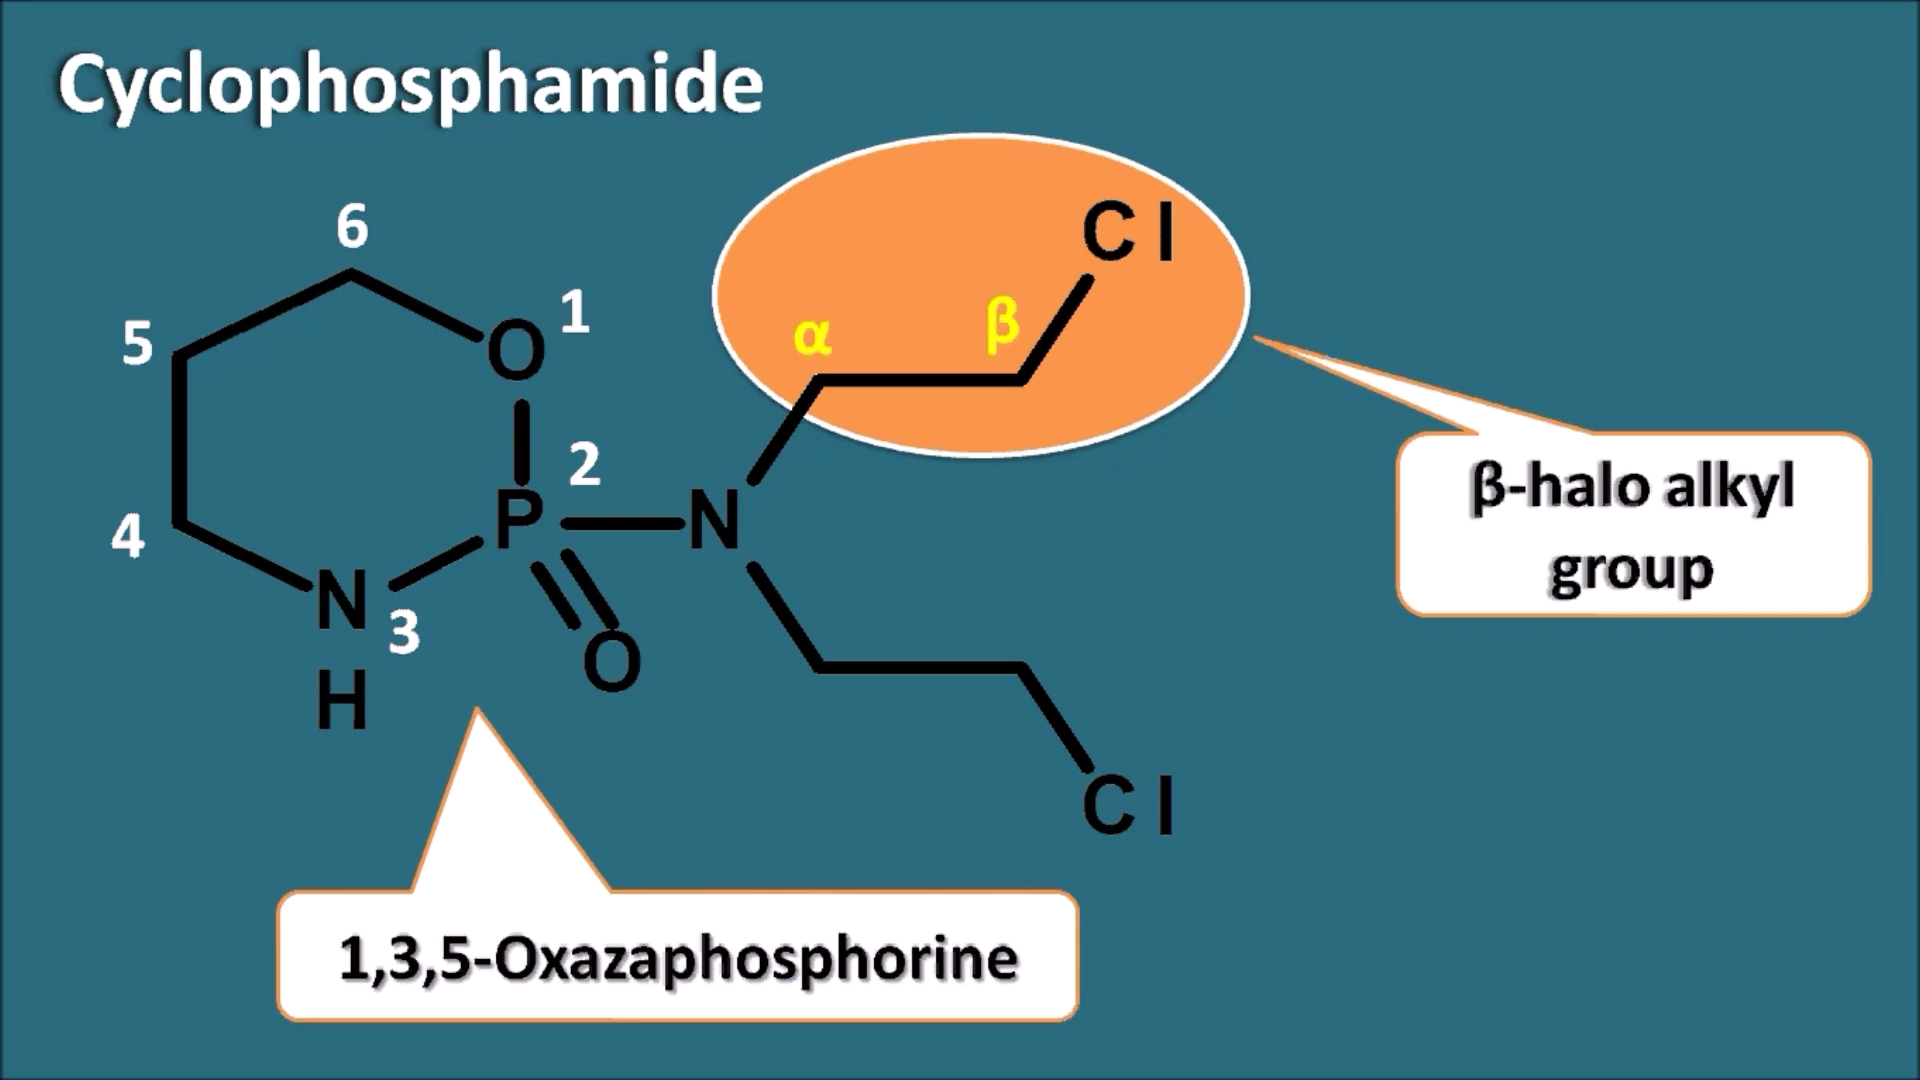 Cyclophosphamide
6
Cl
1
5
O
α
β
2
β-halo alkyl
group
4
P
N
N
3
O
H
Cl
1,3,5-Oxazaphosphorine